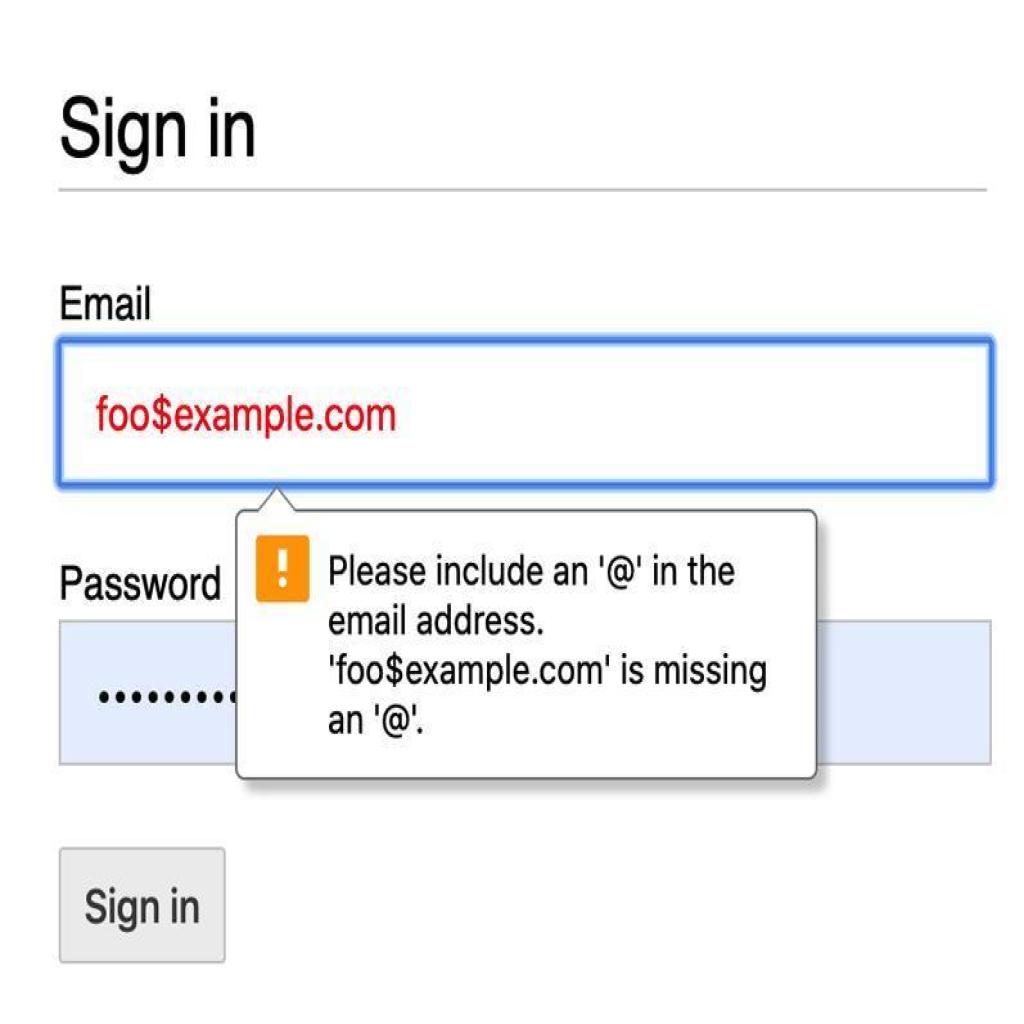 Sign in
Email
foo$example.com
Password
Please include an '@' in the
email address.
'foo$example.com' is missing
an '@'.
Sign in